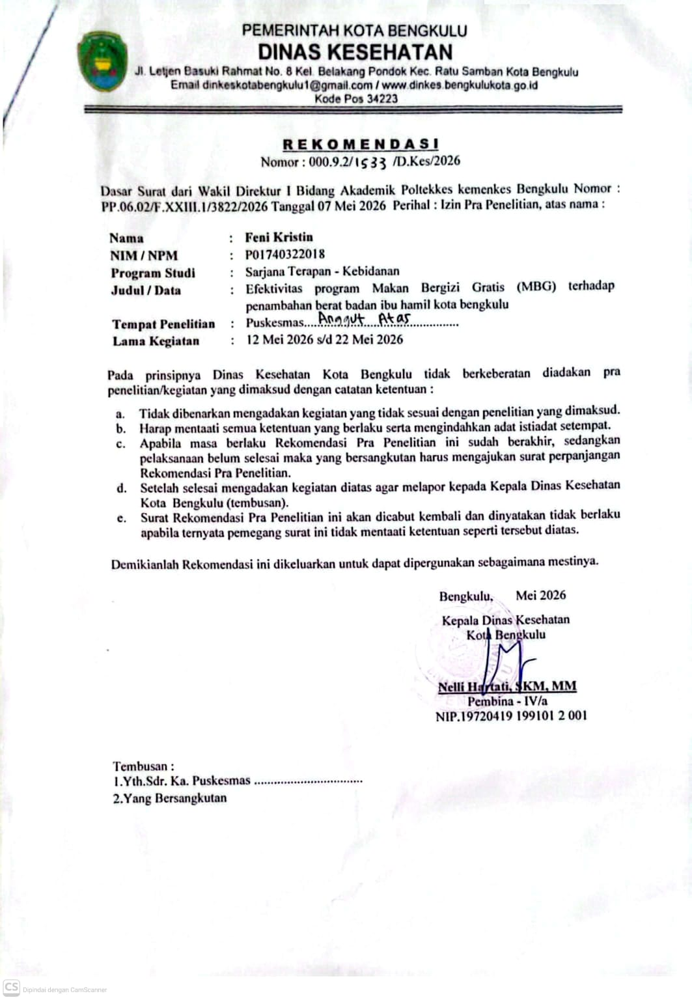 PEMERINTAH KOTA BENGKULU
DINAS KESEHATAN
Jl. Letjen Basuki Rahmat No. 8 Kel. Belakang Pondok Kec. Ratu Samban Kota Bengkulu
Email dinkeskotabengkulu1@gmail.com / www.dinkes.bengkulukota.go.id
Kode Pos 34223
REKOMENDASI
Nomor : 000.9.2/1533 /D.Kes/2026
Dasar Surat dari Wakil Direktur I Bidang Akademik Poltekkes kemenkes Bengkulu Nomor :
PP.06.02/F.XXIII.1/3822/2026 Tanggal 07 Mei 2026 Perihal : Izin Pra Penelitian, atas nama :
Nama : Feni Kristin
NIM / NPM : P01740322018
Program Studi : Sarjana Terapan - Kebidanan
Judul / Data : Efektivitas program Makan Bergizi Gratis (MBG) terhadap
penambahan berat badan ibu hamil kota bengkulu
Tempat Penelitian : Puskesmas....Anggut Atas...............
Lama Kegiatan : 12 Mei 2026 s/d 22 Mei 2026
Pada prinsipnya Dinas Kesehatan Kota Bengkulu tidak berkeberatan diadakan pra
penelitian/kegiatan yang dimaksud dengan catatan ketentuan :
a. Tidak dibenarkan mengadakan kegiatan yang tidak sesuai dengan penelitian yang dimaksud.
b. Harap mentaati semua ketentuan yang berlaku serta mengindahkan adat istiadat setempat.
c. Apabila masa berlaku Rekomendasi Pra Penelitian ini sudah berakhir, sedangkan
pelaksanaan belum selesai maka yang bersangkutan harus mengajukan surat perpanjangan
Rekomendasi Pra Penelitian.
d. Setelah selesai mengadakan kegiatan diatas agar melapor kepada Kepala Dinas Kesehatan
Kota Bengkulu (tembusan).
e. Surat Rekomendasi Pra Penelitian ini akan dicabut kembali dan dinyatakan tidak berlaku
apabila ternyata pemegang surat ini tidak mentaati ketentuan seperti tersebut diatas.
Demikianlah Rekomendasi ini dikeluarkan untuk dapat dipergunakan sebagaimana mestinya.
Bengkulu, Mei 2026
Kepala Dinas Kesehatan
Kota Bengkulu
Nelli Hartati, SKM, MM
Pembina - IV/a
NIP.19720419 199101 2 001
Tembusan :
1.Yth.Sdr. Ka. Puskesmas ................................
2.Yang Bersangkutan
CS Dipindai dengan CamScanner